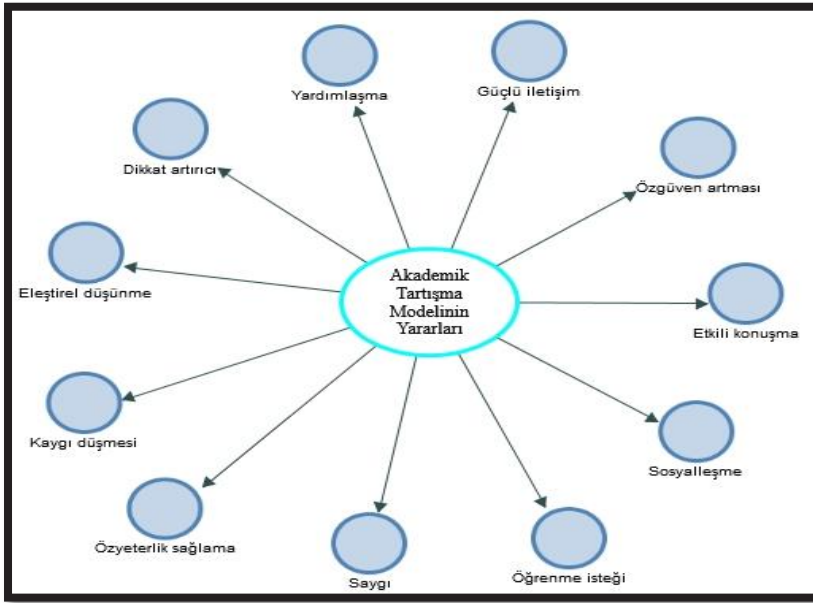 Yardımlaşma
Güçlü iletişim
Dikkat artırıcı
Özgüven artması
Eleştirel düşünme
Akademik
Tartışma
Modelinin
Yararları
Etkili konuşma
Kaygı düşmesi
Sosyalleşme
Özyeterlik sağlama
Saygı
Öğrenme isteği